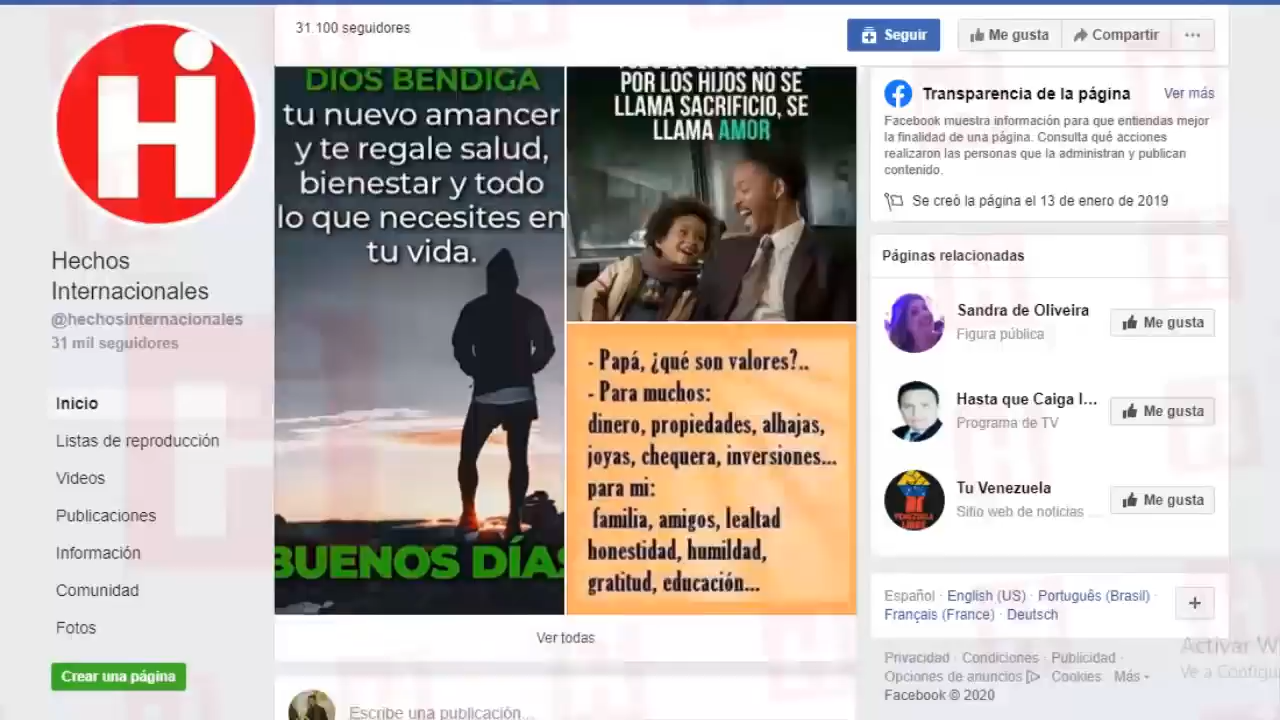 31.100 seguidores
Seguir
Me gusta
Compartir
Hi
Hechos
Internacionales
@hechosinternacionales
31 mil seguidores
Inicio
Listas de reproducción
Videos
Publicaciones
Información
Comunidad
Fotos
Crear una página
DIOS BENDIGA
tu nuevo amancer
y te regale salud,
bienestar y todo
lo que necesites en
tu vida.
BUENOS DÍAS
POR LOS HIJOS NO SE
LLAMA SACRIFICIO, SE
LLAMA AMOR
- Papá, ¿qué son valores?..
- Para muchos:
dinero, propiedades, alhajas,
joyas, chequera, inversiones...
para mi:
familia, amigos, lealtad
honestidad, humildad,
gratitud, educación...
Ver todas
Escribe una publicación...
Transparencia de la página
Ver más
Facebook muestra información para que entiendas mejor
la finalidad de una página. Consulta qué acciones
realizaron las personas que la administran y publican
contenido.
Se creó la página el 13 de enero de 2019
Páginas relacionadas
Sandra de Oliveira
Figura pública
Me gusta
Hasta que Caiga l...
Programa de TV
Me gusta
Tu Venezuela
Sitio web de noticias ...
Me gusta
Español · English (US) · Português (Brasil) ·
Français (France) · Deutsch
Privacidad · Condiciones · Publicidad ·
Opciones de anuncios · Cookies · Más
Facebook © 2020
Activar W
Ve a Configu